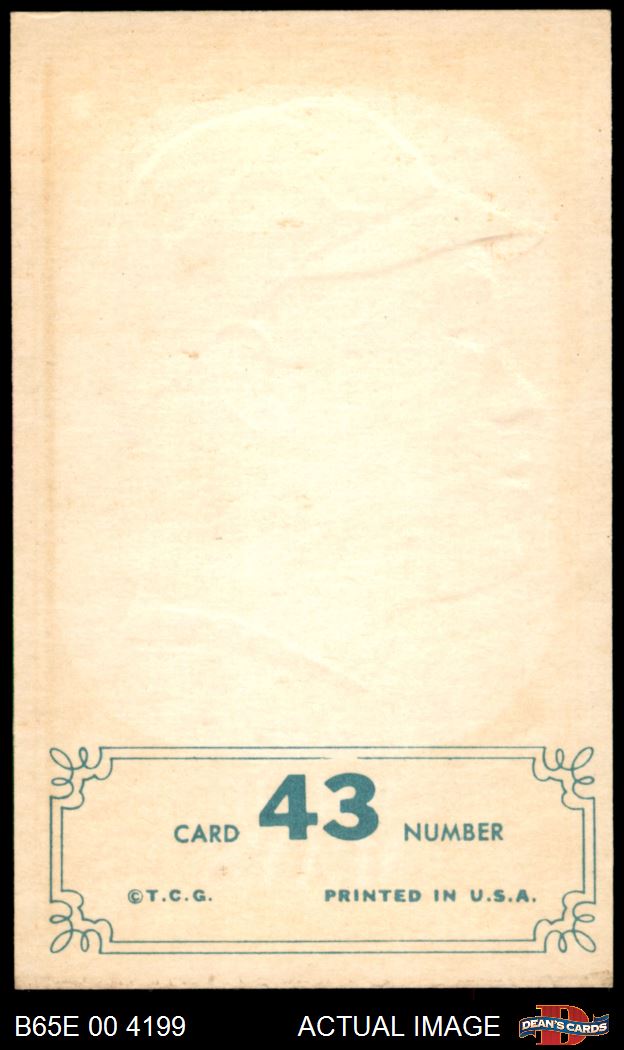 CARD 43 NUMBER
©T.C.G. PRINTED IN U.S.A.
B65E 00 4199 ACTUAL IMAGE DEAN'S CARDS